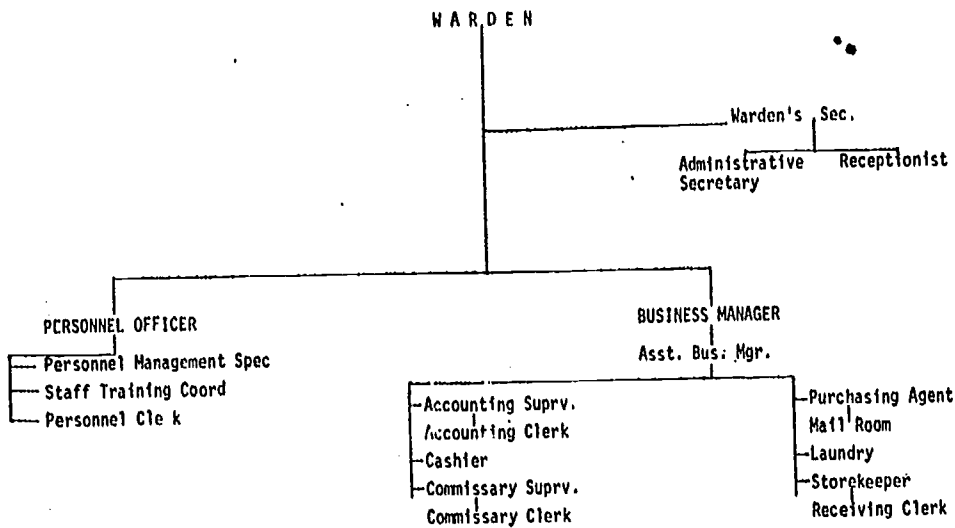 WARDEN
Warden's Sec.
Administrative Secretary
Receptionist
PERSONNEL OFFICER
Personnel Management Spec
Staff Training Coord
Personnel Cle k
BUSINESS MANAGER
Asst. Bus. Mgr.
Accounting Suprv.
Accounting Clerk
Cashier
Commissary Suprv.
Commissary Clerk
Purchasing Agent
Mail Room
Laundry
Storekeeper
Receiving Clerk